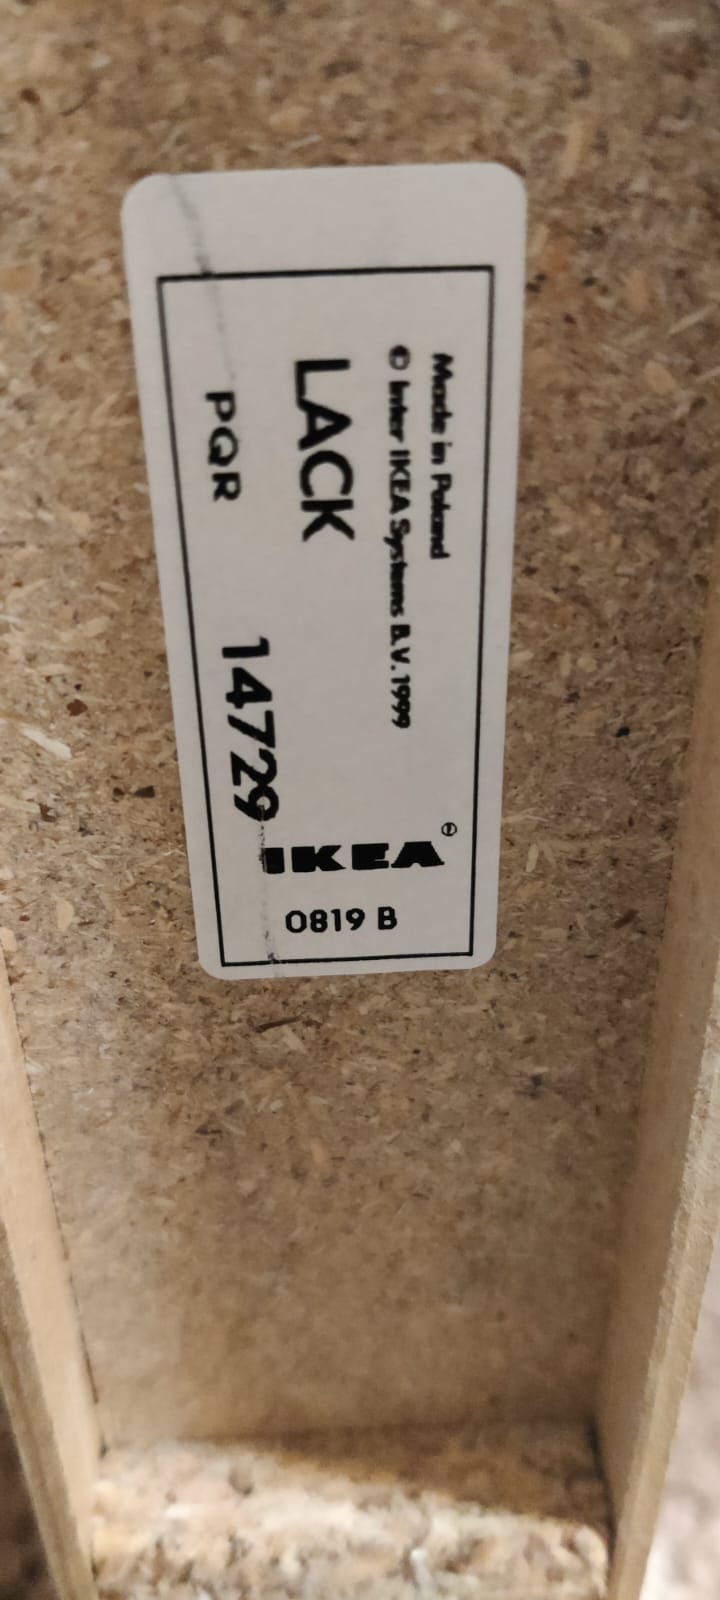 Made in Poland
© Inter IKEA Systems B.V. 1999
LACK
PQR 14729
IKEA®
0819 B